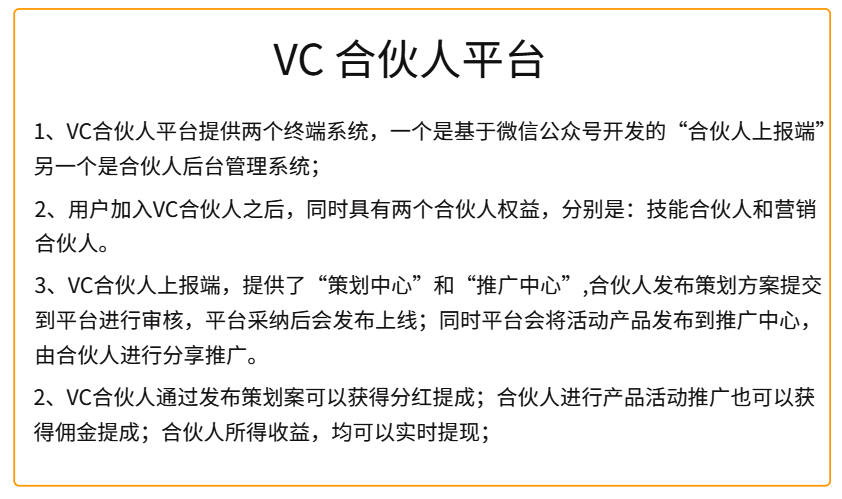 VC 合伙人平台
1、VC合伙人平台提供两个终端系统，一个是基于微信公众号开发的“合伙人上报端”
另一个是合伙人后台管理系统；
2、用户加入VC合伙人之后，同时具有两个合伙人权益，分别是：技能合伙人和营销
合伙人。
3、VC合伙人上报端，提供了“策划中心”和“推广中心”,合伙人发布策划方案提交
到平台进行审核，平台采纳后会发布上线；同时平台会将活动产品发布到推广中心，
由合伙人进行分享推广。
2、VC合伙人通过发布策划案可以获得分红提成；合伙人进行产品活动推广也可以获
得佣金提成；合伙人所得收益，均可以实时提现；